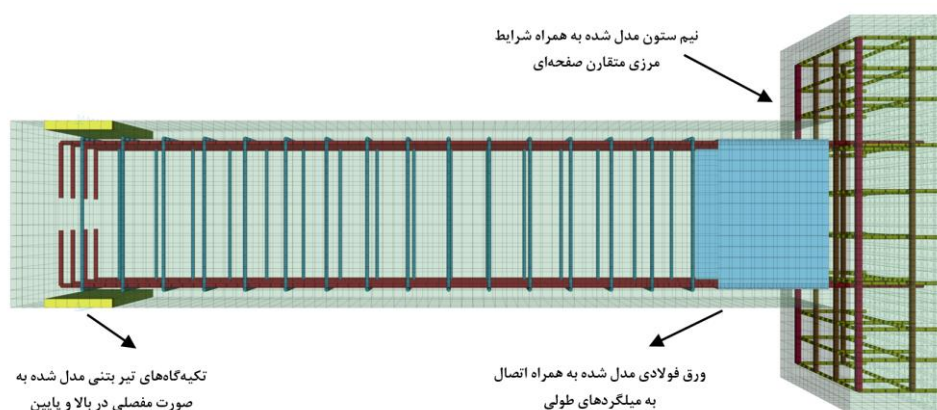 نیم ستون مدل شده به همراه شرایط
مرزی متقارن صفحه‌ای
تکیه‌گاه‌های تیر بتنی مدل شده به
صورت مفصلی در بالا و پایین
ورق فولادی مدل شده به همراه اتصال
به میلگردهای طولی